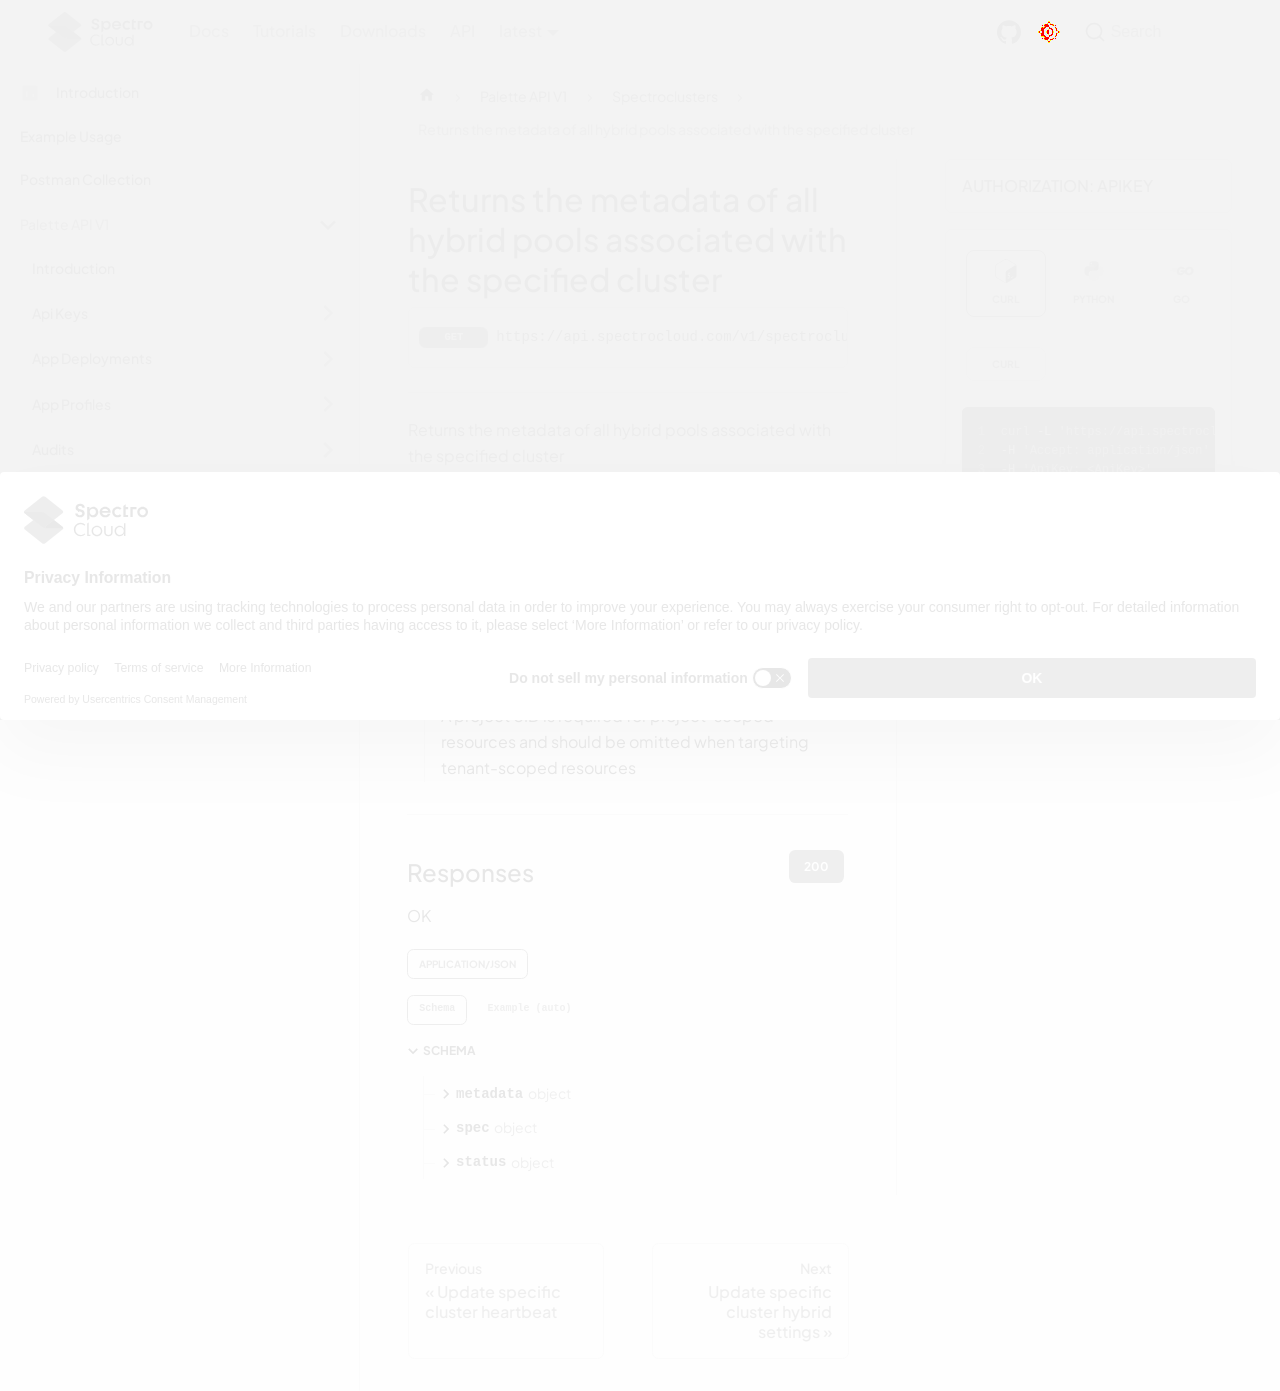 Spectro
Cloud
Docs Tutorials Downloads API latest
Search
Introduction
Example Usage
Postman Collection
Palette API V1
Introduction
Api Keys
App Deployments
App Profiles
Audits
Palette API V1
Spectroclusters
Returns the metadata of all hybrid pools associated with the specified cluster
Returns the metadata of all
hybrid pools associated with
the specified cluster
GET https://api.spectrocloud.com/v1/spectroclu
Returns the metadata of all hybrid pools associated with
the specified cluster
AUTHORIZATION: APIKEY
CURL PYTHON GO
CURL
Spectro
Cloud
Privacy Information
We and our partners are using tracking technologies to process personal data in order to improve your experience. You may always exercise your consumer right to opt-out. For detailed information
about personal information we collect and third parties having access to it, please select 'More Information' or refer to our privacy policy.
Privacy policy Terms of service More Information
Powered by Usercentrics Consent Management
Do not sell my personal information
OK
A project uid is required for project-scoped
resources and should be omitted when targeting
tenant-scoped resources
Responses
200
OK
APPLICATION/JSON
Schema Example (auto)
SCHEMA
metadata object
spec object
status object
Previous
« Update specific
cluster heartbeat
Next
Update specific
cluster hybrid
settings »